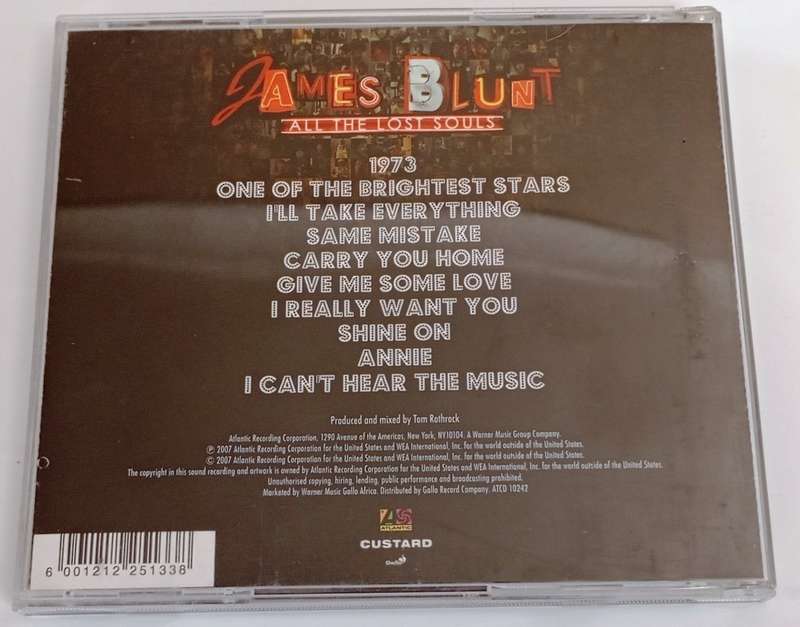 JAMES BLUNT
ALL THE LOST SOULS
1973
ONE OF THE BRIGHTEST STARS
I'LL TAKE EVERYTHING
SAME MISTAKE
CARRY YOU HOME
GIVE ME SOME LOVE
I REALLY WANT YOU
SHINE ON
ANNIE
I CAN'T HEAR THE MUSIC
Produced and mixed by Tom Rothrock
Atlantic Recording Corporation, 1290 Avenue of the Americas, New York, NY10104. A Warner Music Group Company.
℗ 2007 Atlantic Recording Corporation for the United States and WEA International, Inc. for the world outside of the United States.
© 2007 Atlantic Recording Corporation for the United States and WEA International, Inc. for the world outside of the United States.
The copyright in this sound recording and artwork is owned by Atlantic Recording Corporation for the United States and WEA International, Inc. for the world outside of the United States.
Unauthorised copying, hiring, lending, public performance and broadcasting prohibited.
Marketed by Warner Music Gallo Africa. Distributed by Gallo Record Company. ATCD 10242
ATLANTIC
CUSTARD
6 001212 251338